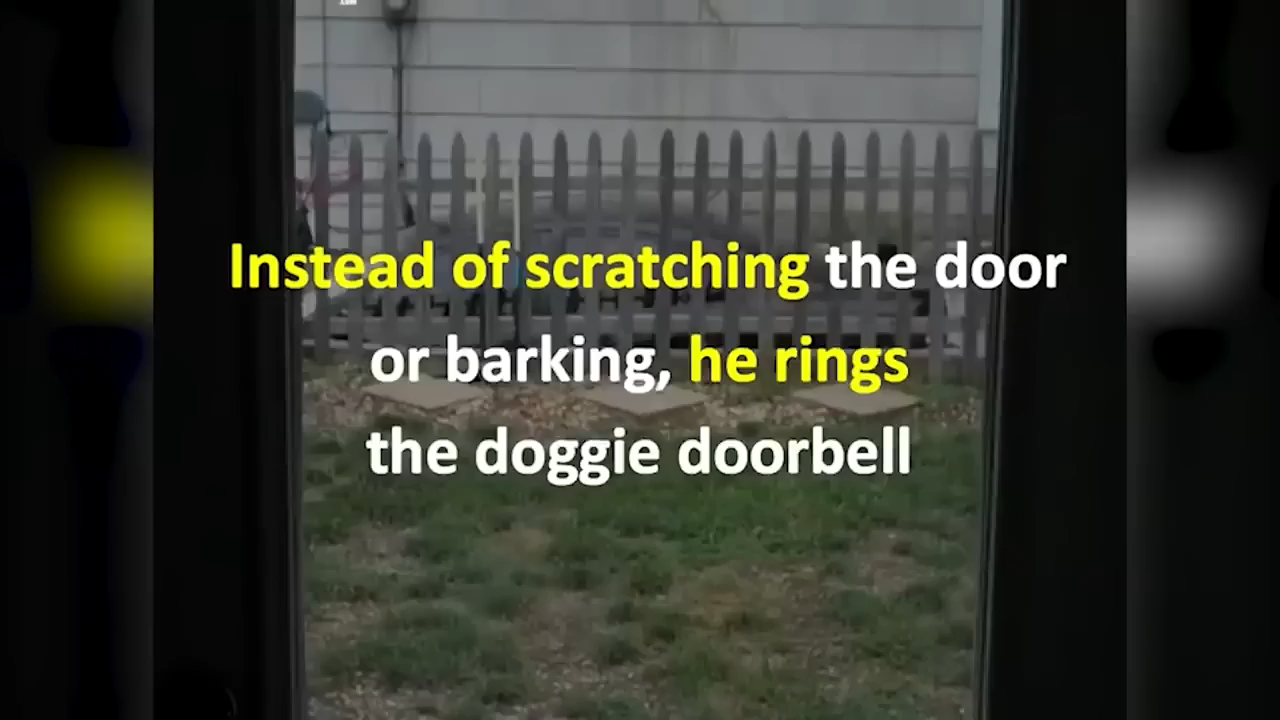 Instead of scratching the door
or barking, he rings
the doggie doorbell